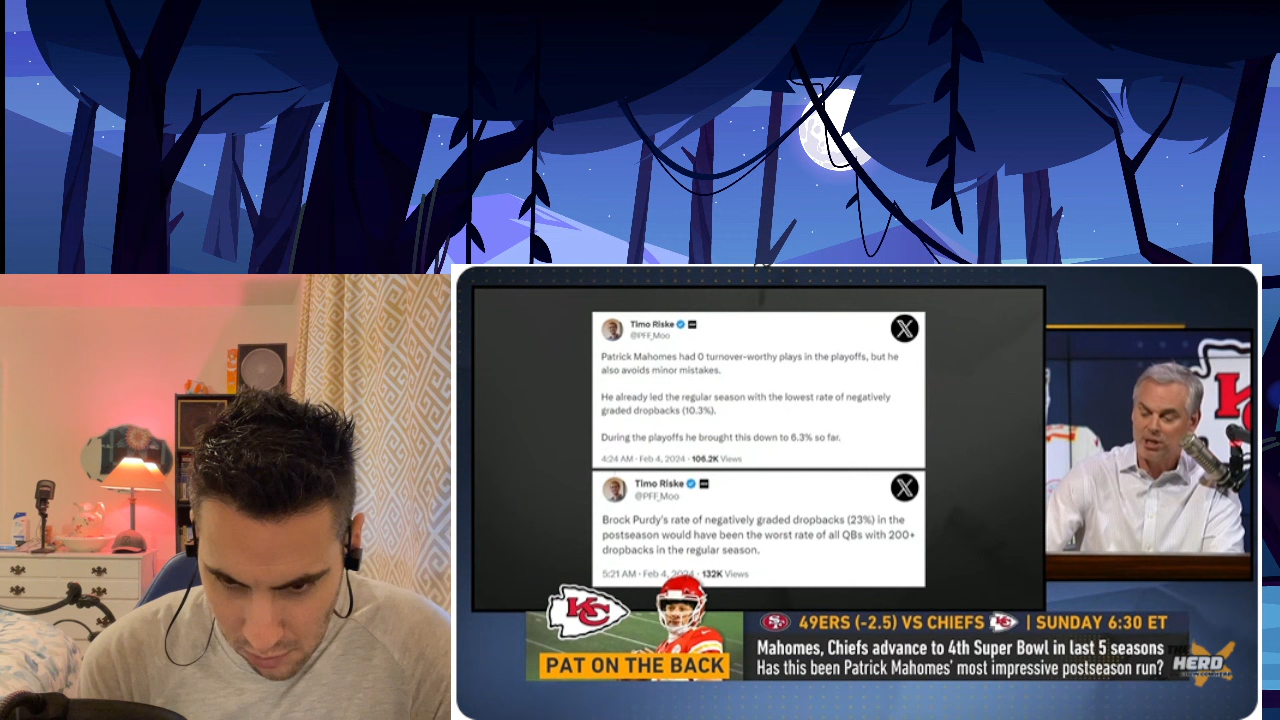 Timo Riske
@PFF_Moo
Patrick Mahomes had 0 turnover-worthy plays in the playoffs, but he
also avoids minor mistakes.
He already led the regular season with the lowest rate of negatively
graded dropbacks (10.3%).
During the playoffs he brought this down to 6.3% so far.
4:24 AM · Feb 4, 2024 · 106.2K Views
Timo Riske
@PFF_Moo
Brock Purdy's rate of negatively graded dropbacks (23%) in the
postseason would have been the worst rate of all QBs with 200+
dropbacks in the regular season.
5:21 AM · Feb 4, 2024 · 132K Views
KC
PAT ON THE BACK
49ERS (-2.5) VS CHIEFS | SUNDAY 6:30 ET
Mahomes, Chiefs advance to 4th Super Bowl in last 5 seasons
Has this been Patrick Mahomes' most impressive postseason run?
THE
HERD